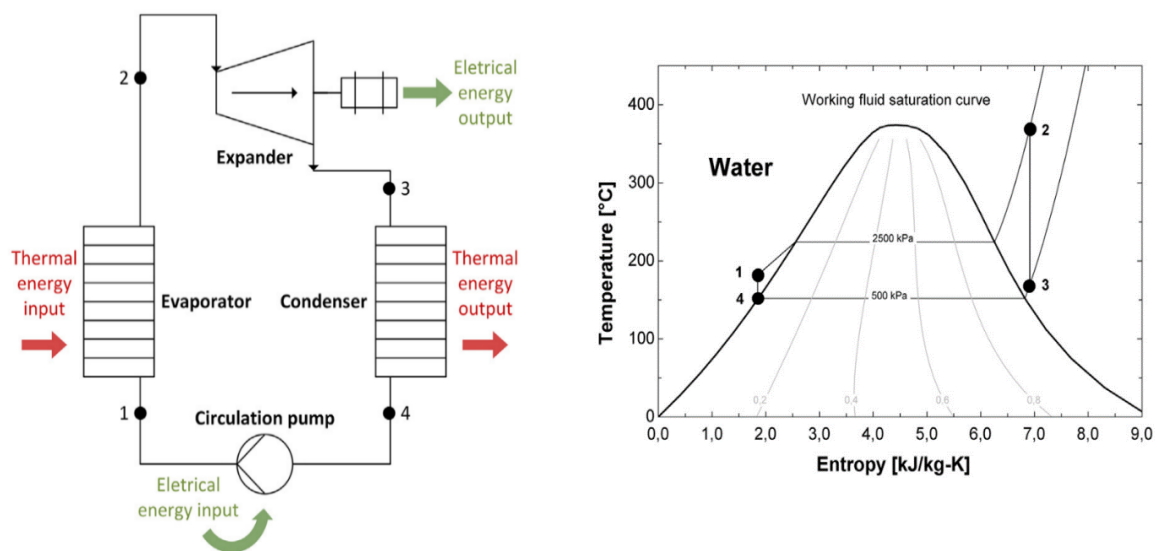 2
Eletrical
energy
output
Expander
3
Thermal
energy
input
Evaporator
Condenser
Thermal
energy
output
1
4
Circulation pump
Eletrical
energy input
Working fluid saturation curve
Water
Temperature [°C]
400
300
200
100
0
2500 kPa
500 kPa
1
4
2
3
0,2
0,4
0,6
0,8
0,0 1,0 2,0 3,0 4,0 5,0 6,0 7,0 8,0 9,0
Entropy [kJ/kg-K]